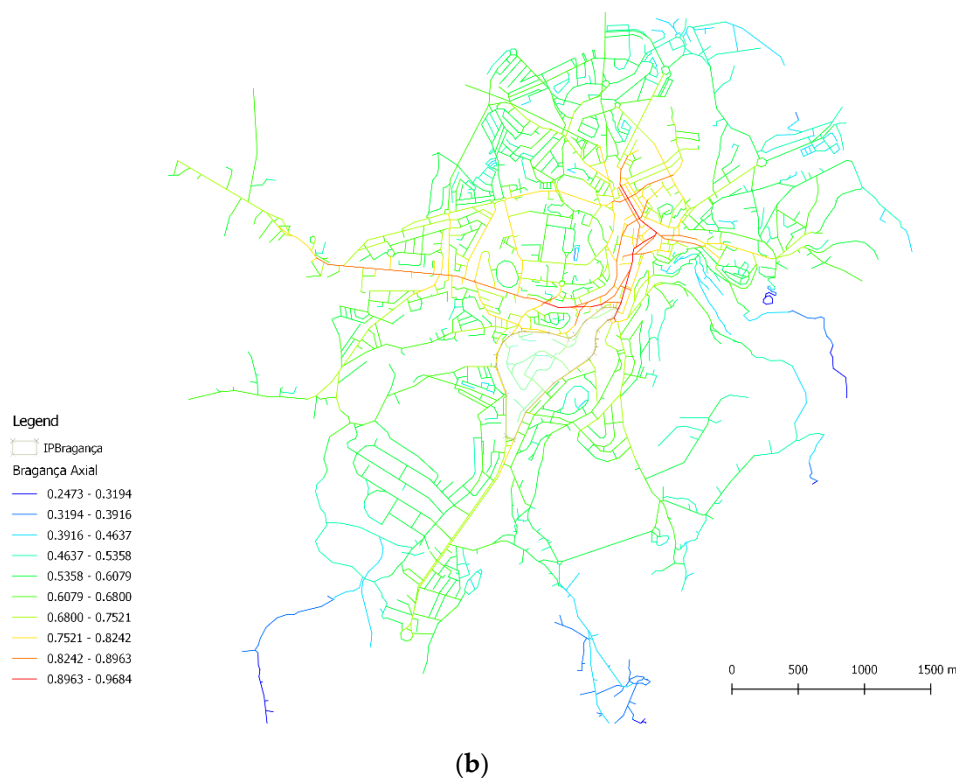 Legend
IPBragança
Bragança Axial
0.2473 - 0.3194
0.3194 - 0.3916
0.3916 - 0.4637
0.4637 - 0.5358
0.5358 - 0.6079
0.6079 - 0.6800
0.6800 - 0.7521
0.7521 - 0.8242
0.8242 - 0.8963
0.8963 - 0.9684
0 500 1000 1500 m
(b)